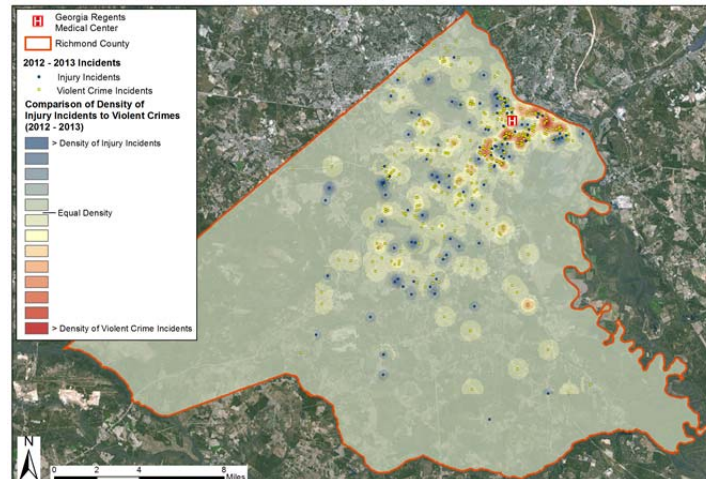 H
Georgia Regents
Medical Center
Richmond County
2012 - 2013 Incidents
Injury Incidents
Violent Crime Incidents
Comparison of Density of
Injury Incidents to Violent Crimes
(2012 - 2013)
> Density of Injury Incidents
Equal Density
> Density of Violent Crime Incidents
H
N
0 2 4 8
Miles